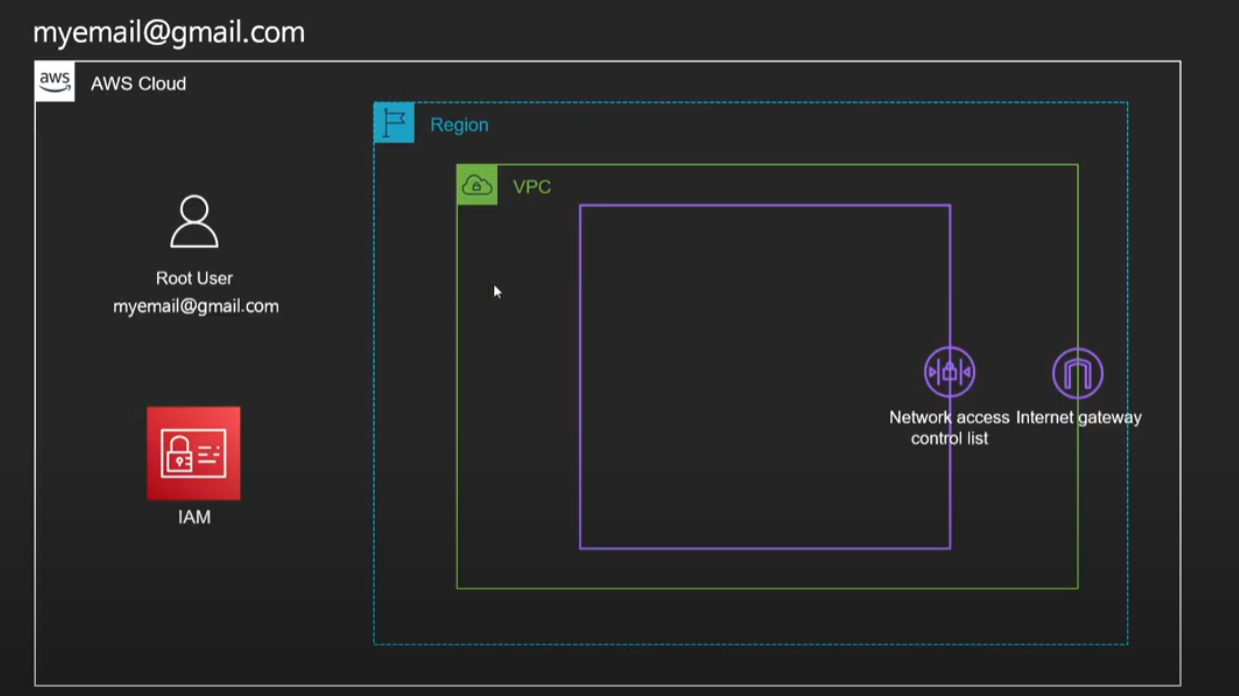 myemail@gmail.com
aws
AWS Cloud
Region
VPC
Root User
myemail@gmail.com
Network access
control list
Internet gateway
IAM